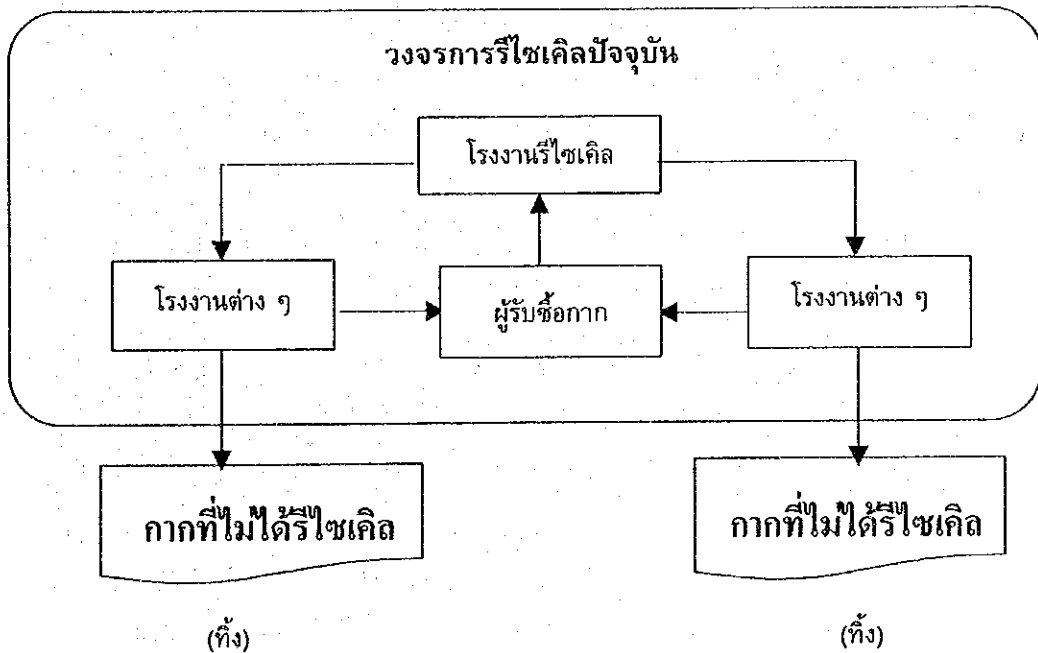 วงจรการรีไซเคิลปัจจุบัน
โรงงานรีไซเคิล
โรงงานต่าง ๆ
ผู้รับซื้อกาก
โรงงานต่าง ๆ
กากที่ไม่ได้รีไซเคิล
กากที่ไม่ได้รีไซเคิล
(ทิ้ง)
(ทิ้ง)